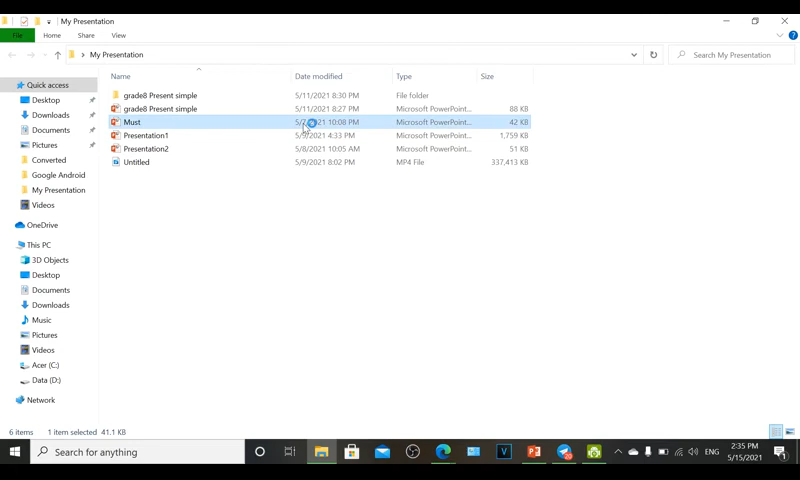 My Presentation
File Home Share View
My Presentation
Search My Presentation
Name Date modified Type Size
grade8 Present simple 5/11/2021 8:30 PM File folder
grade8 Present simple 5/11/2021 8:27 PM Microsoft PowerPoint... 88 KB
Must 2021 10:08 PM Microsoft PowerPoint... 42 KB
Presentation1 4:33 PM Microsoft PowerPoint... 1,759 KB
Presentation2 5/8/2021 10:05 AM Microsoft PowerPoint... 51 KB
Untitled 5/9/2021 8:02 PM MP4 File 337,413 KB
Quick access
Desktop
Downloads
Documents
Pictures
Converted
Google Android
My Presentation
Videos
OneDrive
This PC
3D Objects
Desktop
Documents
Downloads
Music
Pictures
Videos
Acer (C:)
Data (D:)
Network
6 items 1 item selected 41.1 KB
Search for anything
ENG
2:35 PM
5/15/2021